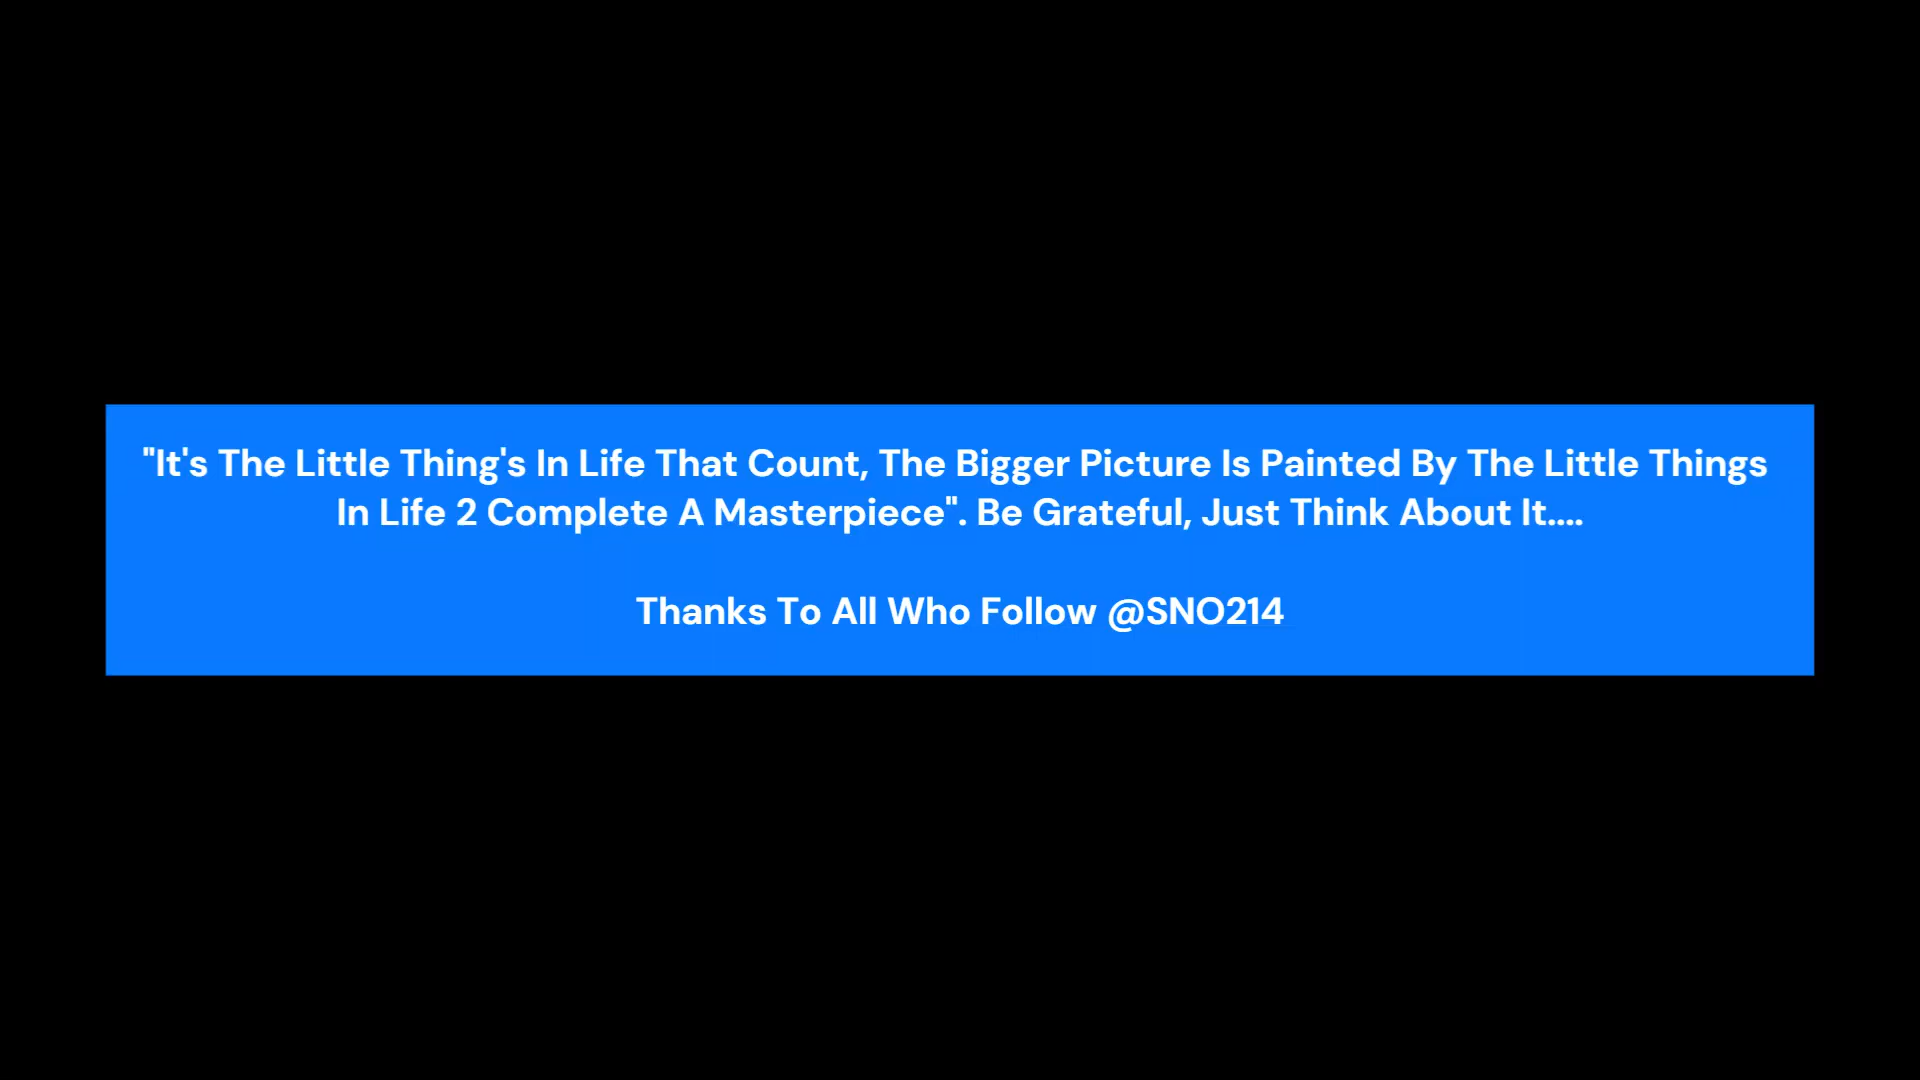 "It's The Little Thing's In Life That Count, The Bigger Picture Is Painted By The Little Things
In Life 2 Complete A Masterpiece". Be Grateful, Just Think About It....
Thanks To All Who Follow @SNO214